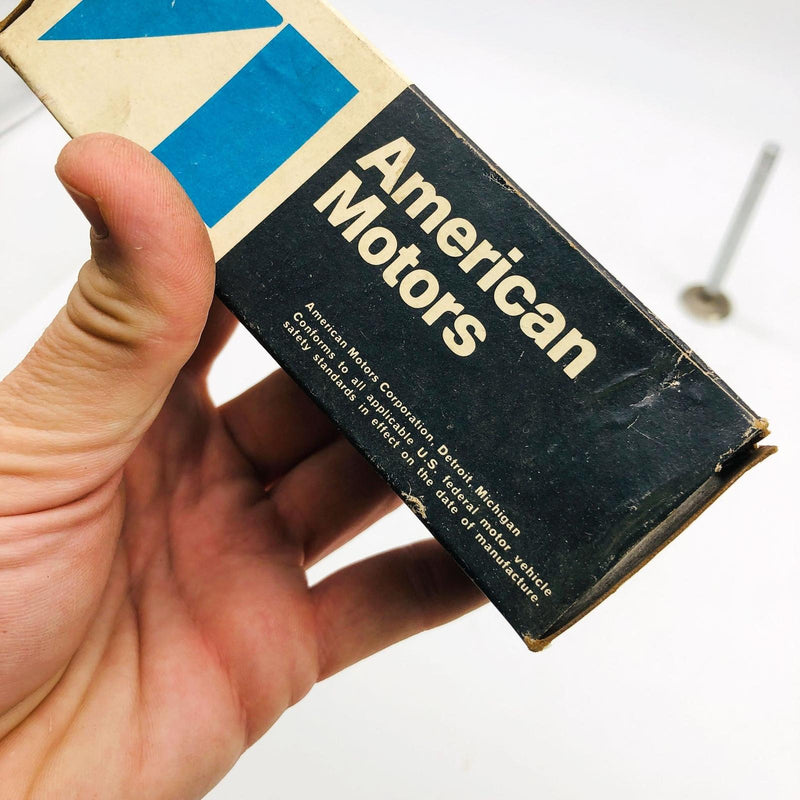 American
Motors
American Motors Corporation, Detroit, Michigan
Conforms to all applicable U.S. federal motor vehicle
safety standards in effect on the date of manufacture.